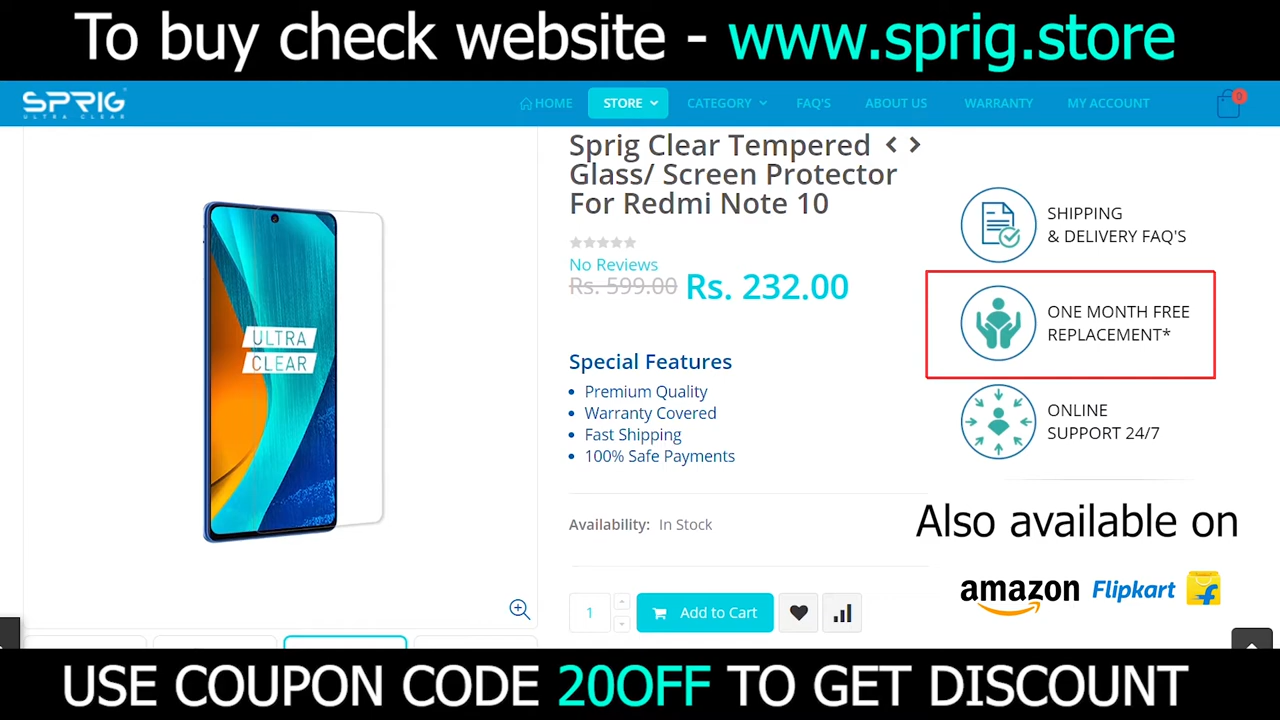 To buy check website - www.sprig.store
SPRIG
ULTRA CLEAR
HOME
STORE
CATEGORY
FAQ'S
ABOUT US
WARRANTY
MY ACCOUNT
0
Sprig Clear Tempered
Glass/ Screen Protector
For Redmi Note 10
No Reviews
Rs. 599.00 Rs. 232.00
ULTRA
CLEAR
Special Features
Premium Quality
Warranty Covered
Fast Shipping
100% Safe Payments
Availability: In Stock
1
Add to Cart
SHIPPING
& DELIVERY FAQ'S
ONE MONTH FREE
REPLACEMENT*
ONLINE
SUPPORT 24/7
Also available on
amazon Flipkart
USE COUPON CODE 20OFF TO GET DISCOUNT